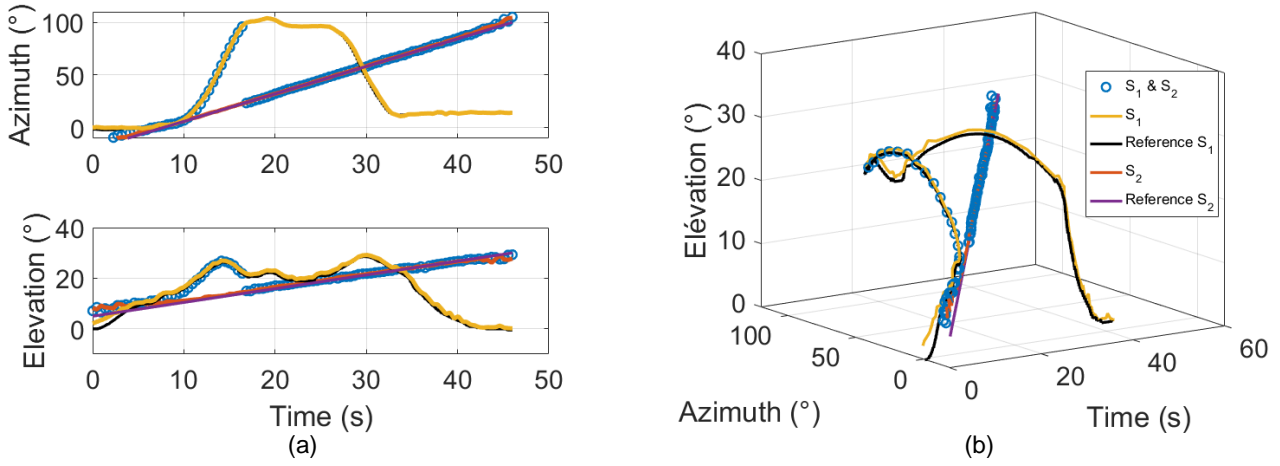 (a)
Azimuth (°)
100
50
0
0 10 20 30 40 50
Elevation (°)
40
20
0
0 10 20 30 40 50
Time (s)
(a)
Elévation (°)
40
30
20
10
0
100
50
0
Azimuth (°)
0
20
40
60
Time (s)
S₁ & S₂
S₁
Reference S₁
S₂
Reference S₂
(b)